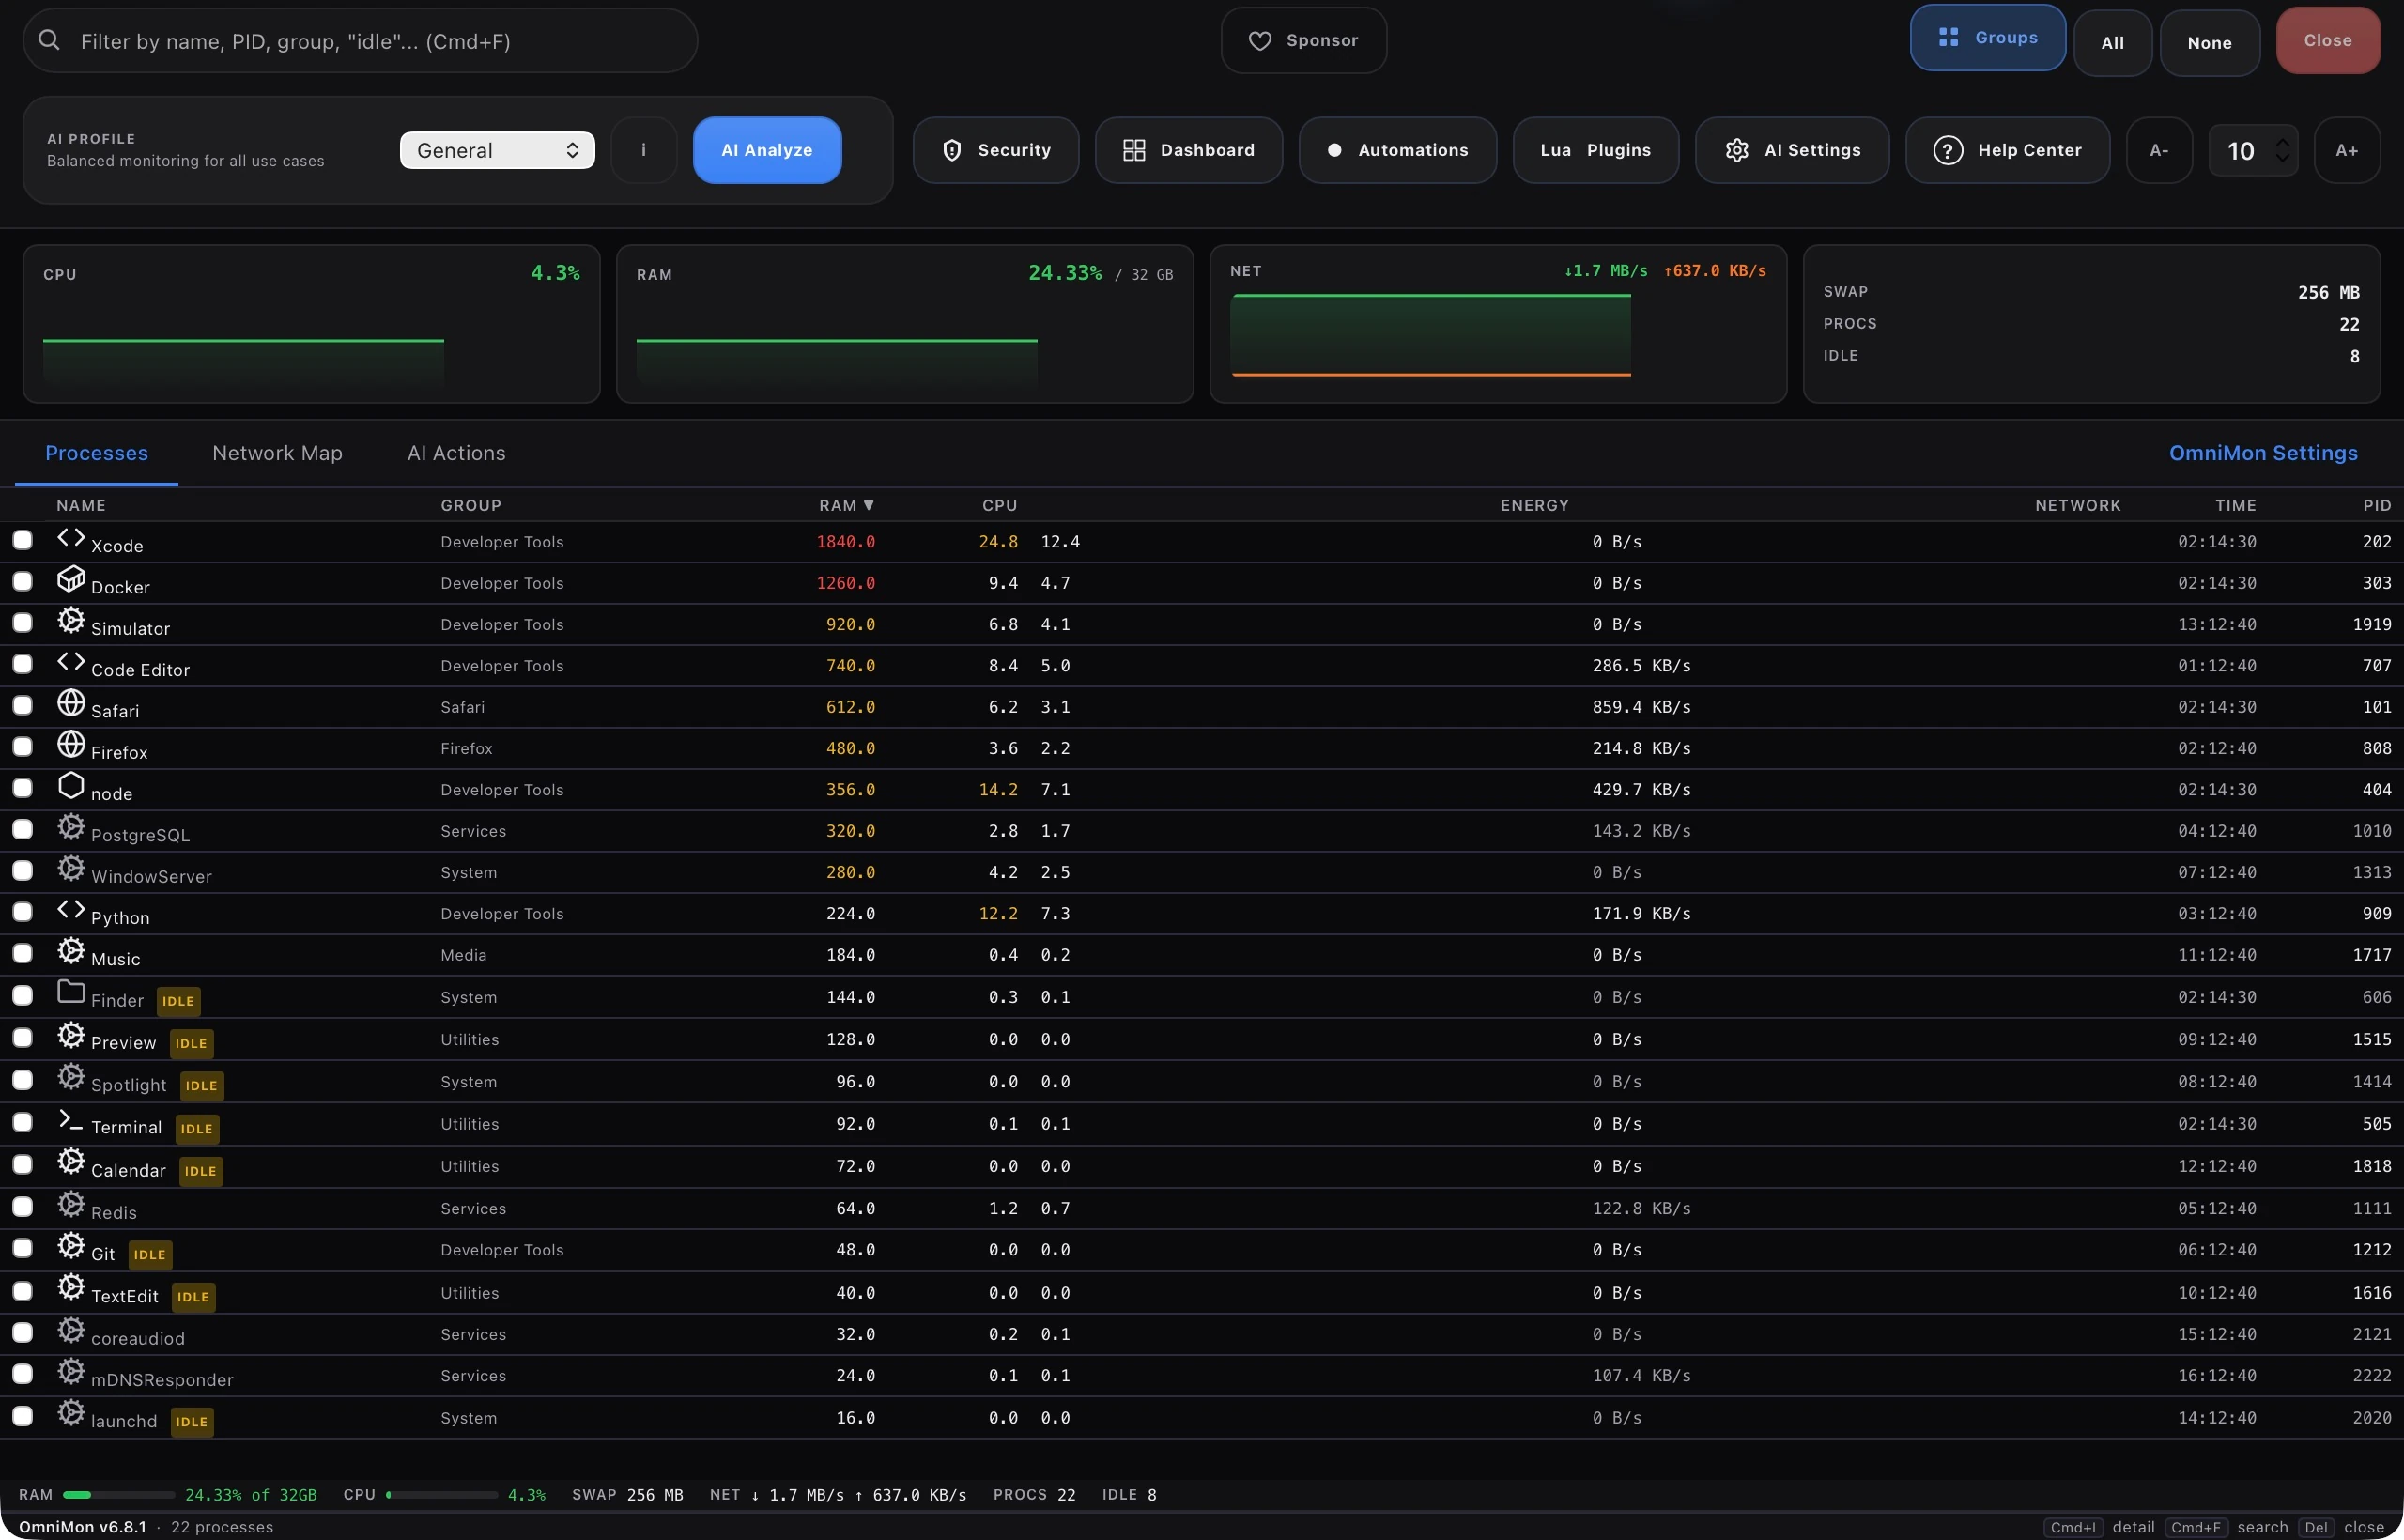 Filter by name, PID, group, "idle"... (Cmd+F) Sponsor Groups All None Close
AI PROFILE
Balanced monitoring for all use cases
General i AI Analyze Security Dashboard Automations Lua Plugins AI Settings Help Center A- 10 A+
CPU 4.3%
RAM 24.33% / 32 GB
NET ↓1.7 MB/s ↑637.0 KB/s
SWAP 256 MB
PROCS 22
IDLE 8
Processes Network Map AI Actions OmniMon Settings
NAME GROUP RAM ▼ CPU ENERGY NETWORK TIME PID
Xcode Developer Tools 1840.0 24.8 12.4 0 B/s 02:14:30 202
Docker Developer Tools 1260.0 9.4 4.7 0 B/s 02:14:30 303
Simulator Developer Tools 920.0 6.8 4.1 0 B/s 13:12:40 1919
Code Editor Developer Tools 740.0 8.4 5.0 286.5 KB/s 01:12:40 707
Safari Safari 612.0 6.2 3.1 859.4 KB/s 02:14:30 101
Firefox Firefox 480.0 3.6 2.2 214.8 KB/s 02:12:40 808
node Developer Tools 356.0 14.2 7.1 429.7 KB/s 02:14:30 404
PostgreSQL Services 320.0 2.8 1.7 143.2 KB/s 04:12:40 1010
WindowServer System 280.0 4.2 2.5 0 B/s 07:12:40 1313
Python Developer Tools 224.0 12.2 7.3 171.9 KB/s 03:12:40 909
Music Media 184.0 0.4 0.2 0 B/s 11:12:40 1717
Finder IDLE System 144.0 0.3 0.1 0 B/s 02:14:30 606
Preview IDLE Utilities 128.0 0.0 0.0 0 B/s 09:12:40 1515
Spotlight IDLE System 96.0 0.0 0.0 0 B/s 08:12:40 1414
Terminal IDLE Utilities 92.0 0.1 0.1 0 B/s 02:14:30 505
Calendar IDLE Utilities 72.0 0.0 0.0 0 B/s 12:12:40 1818
Redis Services 64.0 1.2 0.7 122.8 KB/s 05:12:40 1111
Git IDLE Developer Tools 48.0 0.0 0.0 0 B/s 06:12:40 1212
TextEdit IDLE Utilities 40.0 0.0 0.0 0 B/s 10:12:40 1616
coreaudiod Services 32.0 0.2 0.1 0 B/s 15:12:40 2121
mDNSResponder Services 24.0 0.1 0.1 107.4 KB/s 16:12:40 2222
launchd IDLE System 16.0 0.0 0.0 0 B/s 14:12:40 2020
RAM 24.33% of 32GB CPU 4.3% SWAP 256 MB NET ↓ 1.7 MB/s ↑ 637.0 KB/s PROCS 22 IDLE 8
OmniMon v6.8.1 · 22 processes Cmd+I detail Cmd+F search Del close